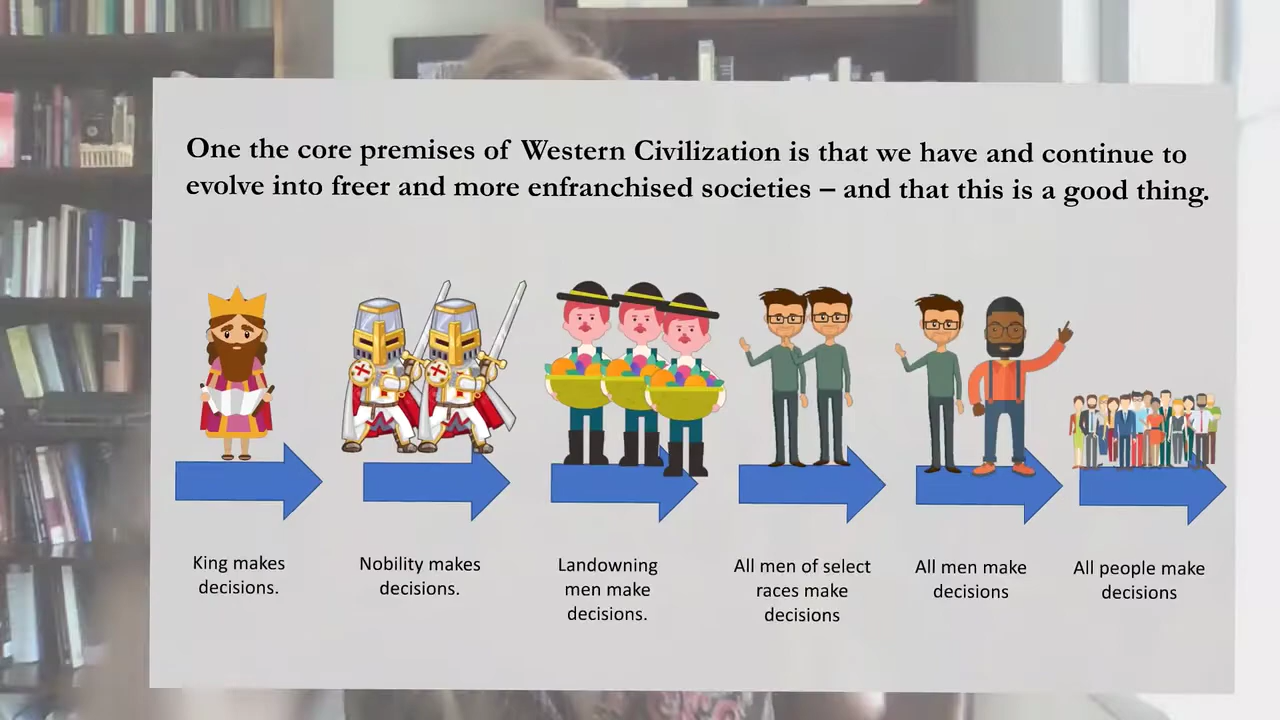 One the core premises of Western Civilization is that we have and continue to
evolve into freer and more enfranchised societies – and that this is a good thing.
King makes
decisions.
Nobility makes
decisions.
Landowning
men make
decisions.
All men of select
races make
decisions
All men make
decisions
All people make
decisions